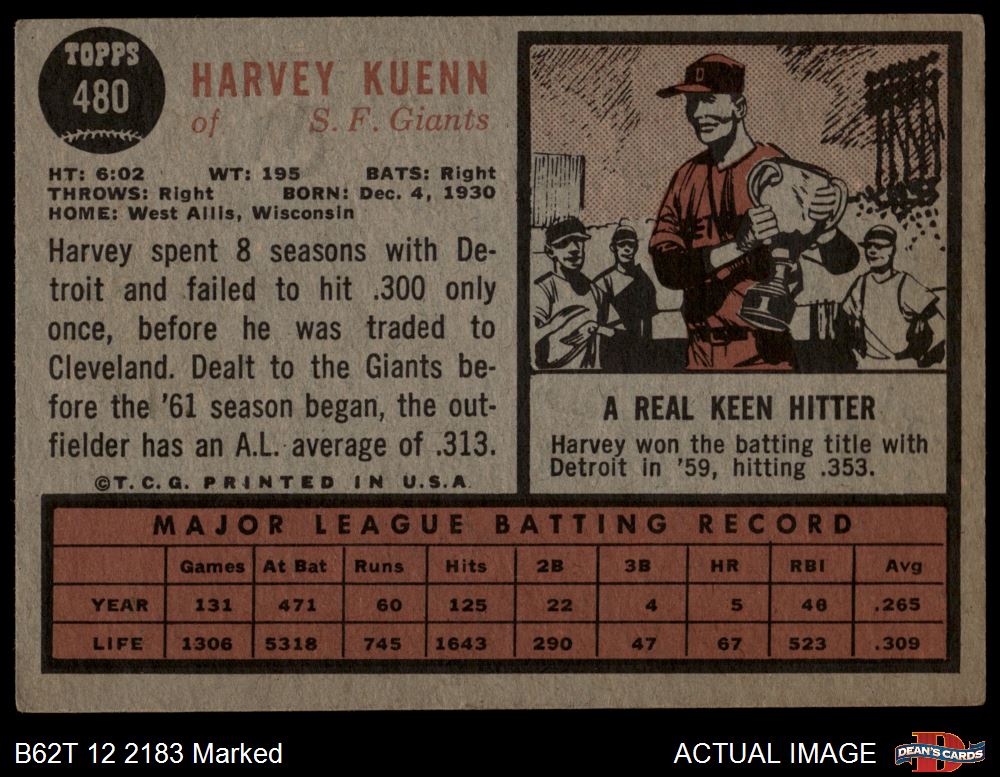 TOPPS
480
HARVEY KUENN
of S. F. Giants
HT: 6:02 WT: 195 BATS: Right
THROWS: Right BORN: Dec. 4, 1930
HOME: West Allis, Wisconsin
Harvey spent 8 seasons with De-
troit and failed to hit .300 only
once, before he was traded to
Cleveland. Dealt to the Giants be-
fore the '61 season began, the out-
fielder has an A.L. average of .313.
©T. C. G. PRINTED IN U.S.A.
D
A REAL KEEN HITTER
Harvey won the batting title with
Detroit in '59, hitting .353.
MAJOR LEAGUE BATTING RECORD
Games At Bat Runs Hits 2B 3B HR RBI Avg
YEAR 131 471 60 125 22 4 5 46 .265
LIFE 1306 5318 745 1643 290 47 67 523 .309
B62T 12 2183 Marked
ACTUAL IMAGE
DEAN'S CARDS